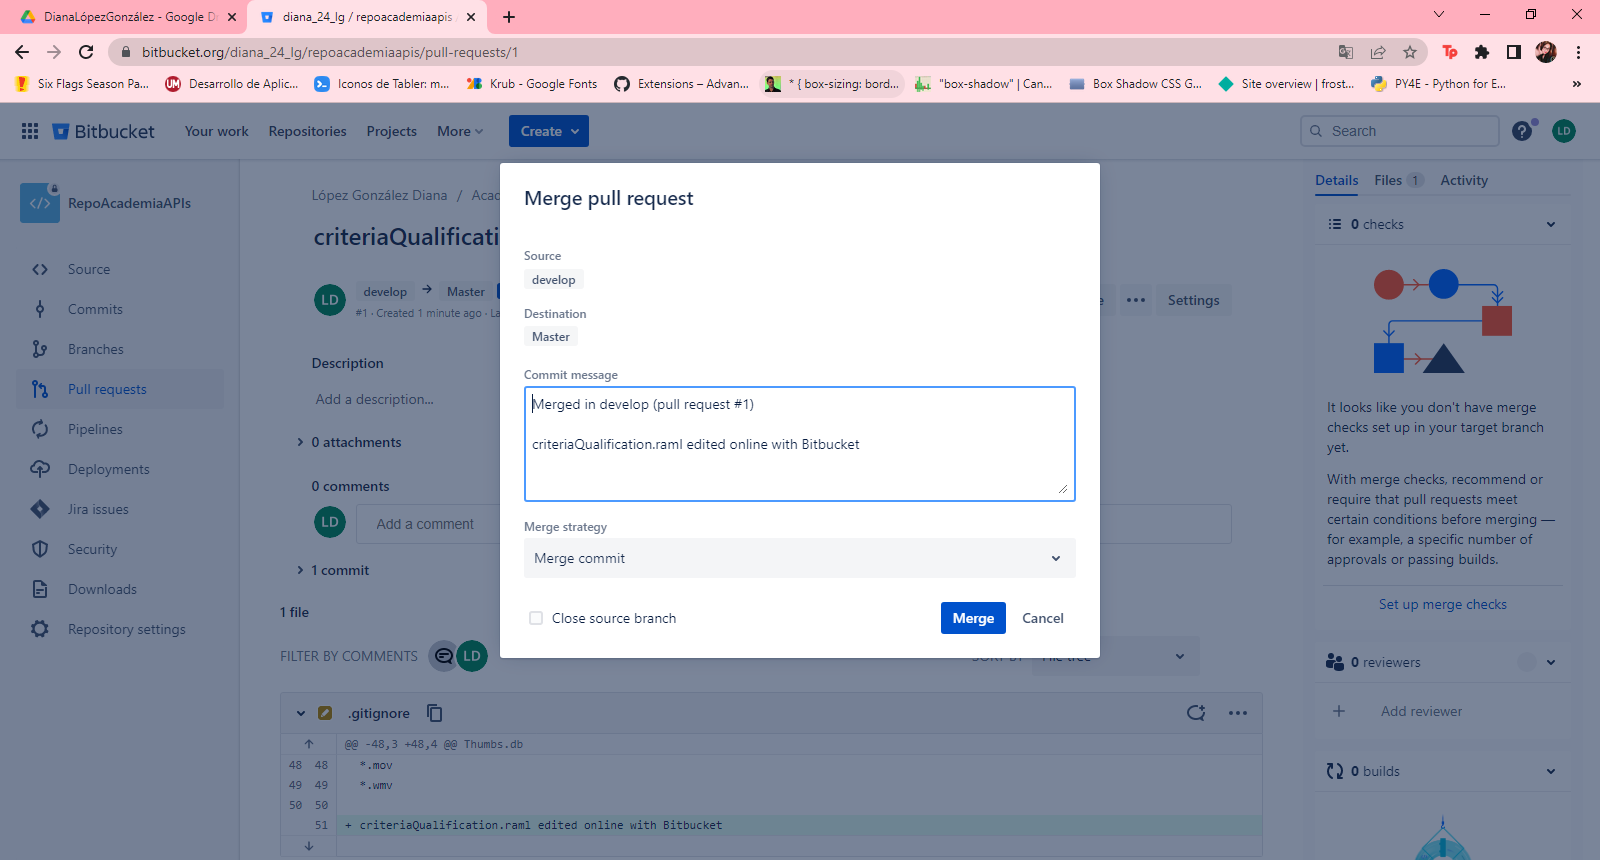 DianaLópezGonzález - Google D
diana_24_lg / repoacademiaapis
bitbucket.org/diana_24_lg/repoacademiaapis/pull-requests/1
Tp
Six Flags Season Pa...
UM
Desarrollo de Aplic...
Iconos de Tabler: m...
Krub - Google Fonts
Extensions – Advan...
* { box-sizing: bord...
"box-shadow" | Can...
Box Shadow CSS G...
Site overview | frost...
PY4E - Python for E...
»
Bitbucket
Your work
Repositories
Projects
More
Create
Search
LD
RepoAcademiaAPIs
Source
Commits
Branches
Pull requests
Pipelines
Deployments
Jira issues
Security
Downloads
Repository settings
López González Diana / Acad
criteriaQualificati
LD
develop → Master
#1 · Created 1 minute ago · La
Settings
Description
Add a description...
0 attachments
0 comments
LD
Add a comment
1 commit
1 file
FILTER BY COMMENTS
LD
SORT BY
File tree
.gitignore
@@ -48,3 +48,4 @@ Thumbs.db
48 48 *.mov
49 49 *.wmv
50 50
51 + criteriaQualification.raml edited online with Bitbucket
Merge pull request
Source
develop
Destination
Master
Commit message
Merged in develop (pull request #1)
criteriaQualification.raml edited online with Bitbucket
Merge strategy
Merge commit
Close source branch
Merge
Cancel
Details
Files 1
Activity
0 checks
It looks like you don't have merge
checks set up in your target branch
yet.
With merge checks, recommend or
require that pull requests meet
certain conditions before merging —
for example, a specific number of
approvals or passing builds.
Set up merge checks
0 reviewers
Add reviewer
0 builds